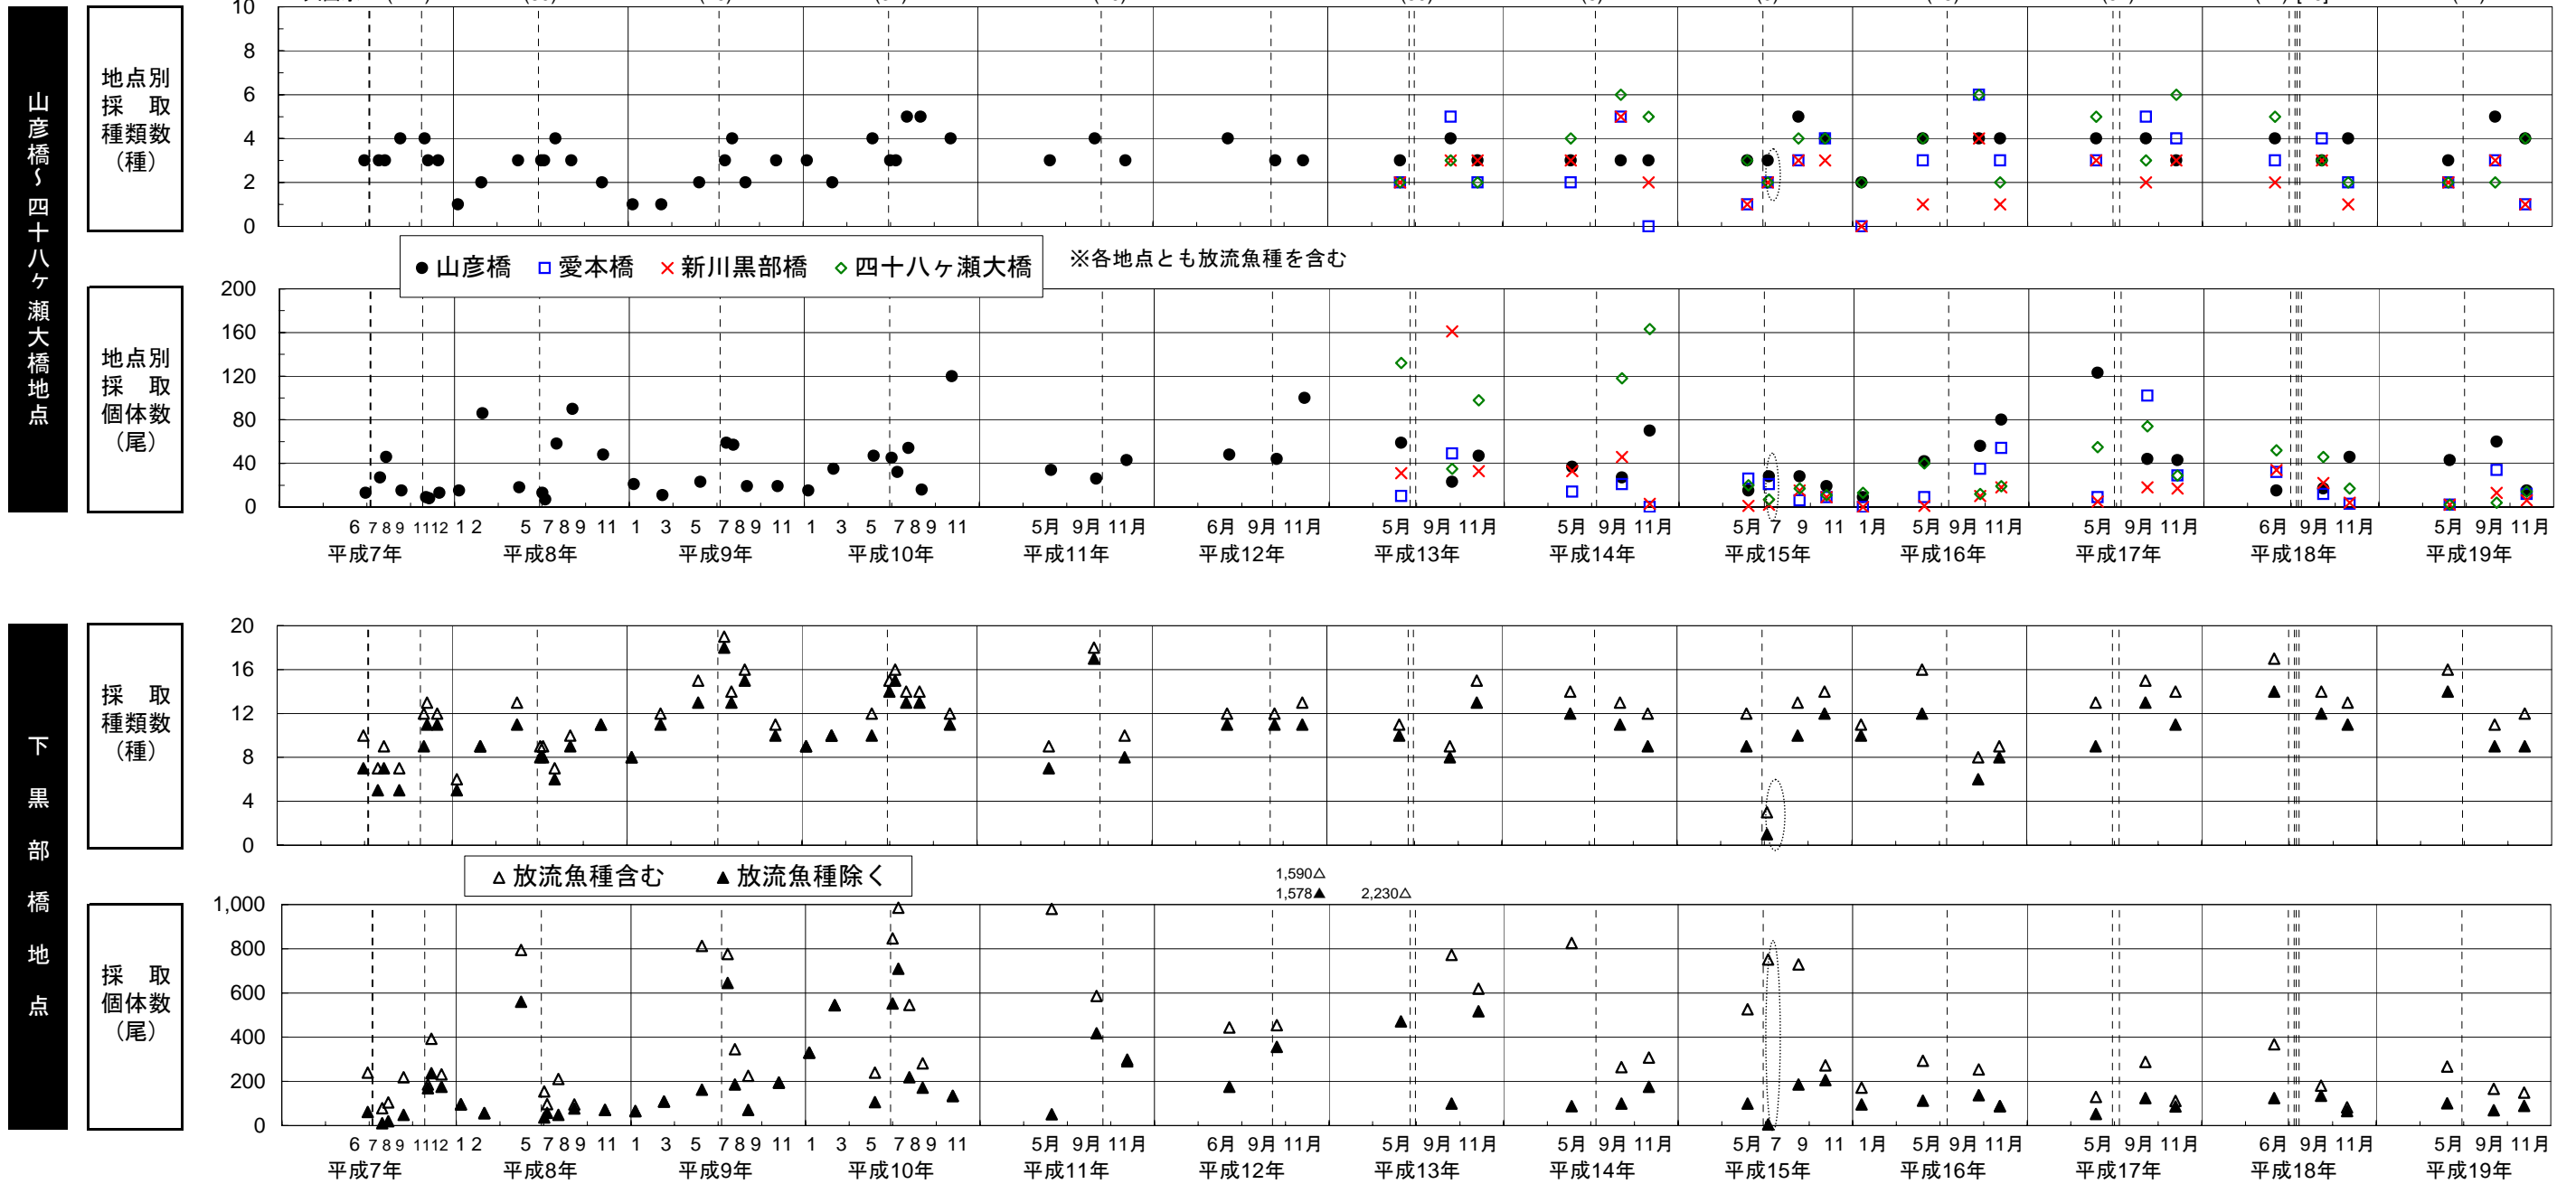 山彦橋～四十八ヶ瀬大橋地点
地点別
採　取
種類数
（種）
10
8
6
4
2
0
●山彦橋 □愛本橋 ×新川黒部橋 ◇四十八ヶ瀬大橋
※各地点とも放流魚種を含む
地点別
採　取
個体数
（尾）
200
160
120
80
40
0
6 7 8 9 11 11 12 1 2 5 7 8 9 11 1 3 5 7 8 9 11 1 3 5 7 8 9 11 5月 9月 11月 6月 9月 11月 5月 9月 11月 5月 9月 11月 5月 7 9 11 1月 5月 9月 11月 5月 9月 11月 6月 9月 11月 5月 9月 11月
平成7年 平成8年 平成9年 平成10年 平成11年 平成12年 平成13年 平成14年 平成15年 平成16年 平成17年 平成18年 平成19年
下黒部橋地点
採　取
種類数
（種）
20
16
12
8
4
0
△放流魚種含む ▲放流魚種除く
1,590△
1,578▲ 2,230△
採　取
個体数
（尾）
1,000
800
600
400
200
0
6 7 8 9 11 11 12 1 2 5 7 8 9 11 1 3 5 7 8 9 11 1 3 5 7 8 9 11 5月 9月 11月 6月 9月 11月 5月 9月 11月 5月 9月 11月 5月 7 9 11 1月 5月 9月 11月 5月 9月 11月 6月 9月 11月 5月 9月 11月
平成7年 平成8年 平成9年 平成10年 平成11年 平成12年 平成13年 平成14年 平成15年 平成16年 平成17年 平成18年 平成19年